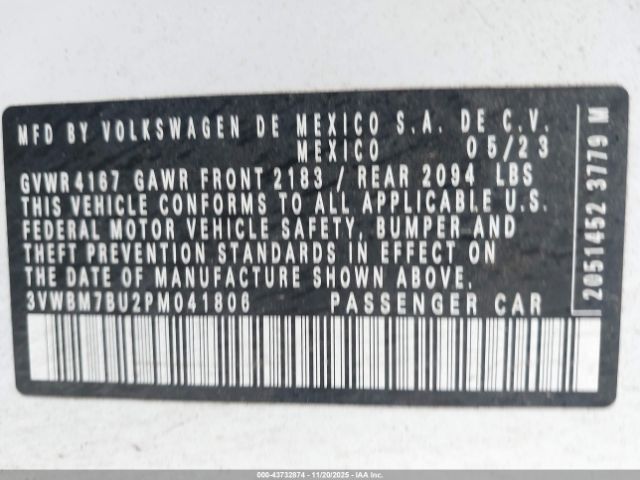 MFD BY VOLKSWAGEN DE MEXICO S.A. DE C.V.
MEXICO 05/23
GVWR 4167 GAWR FRONT 2183 / REAR 2094 LBS
THIS VEHICLE CONFORMS TO ALL APPLICABLE U.S.
FEDERAL MOTOR VEHICLE SAFETY, BUMPER AND
THEFT PREVENTION STANDARDS IN EFFECT ON
THE DATE OF MANUFACTURE SHOWN ABOVE.
3VWBM7BU2PM041806 PASSENGER CAR
2051452 3779 M
000-43732874 | 11/20/2025 - IAAI.COM